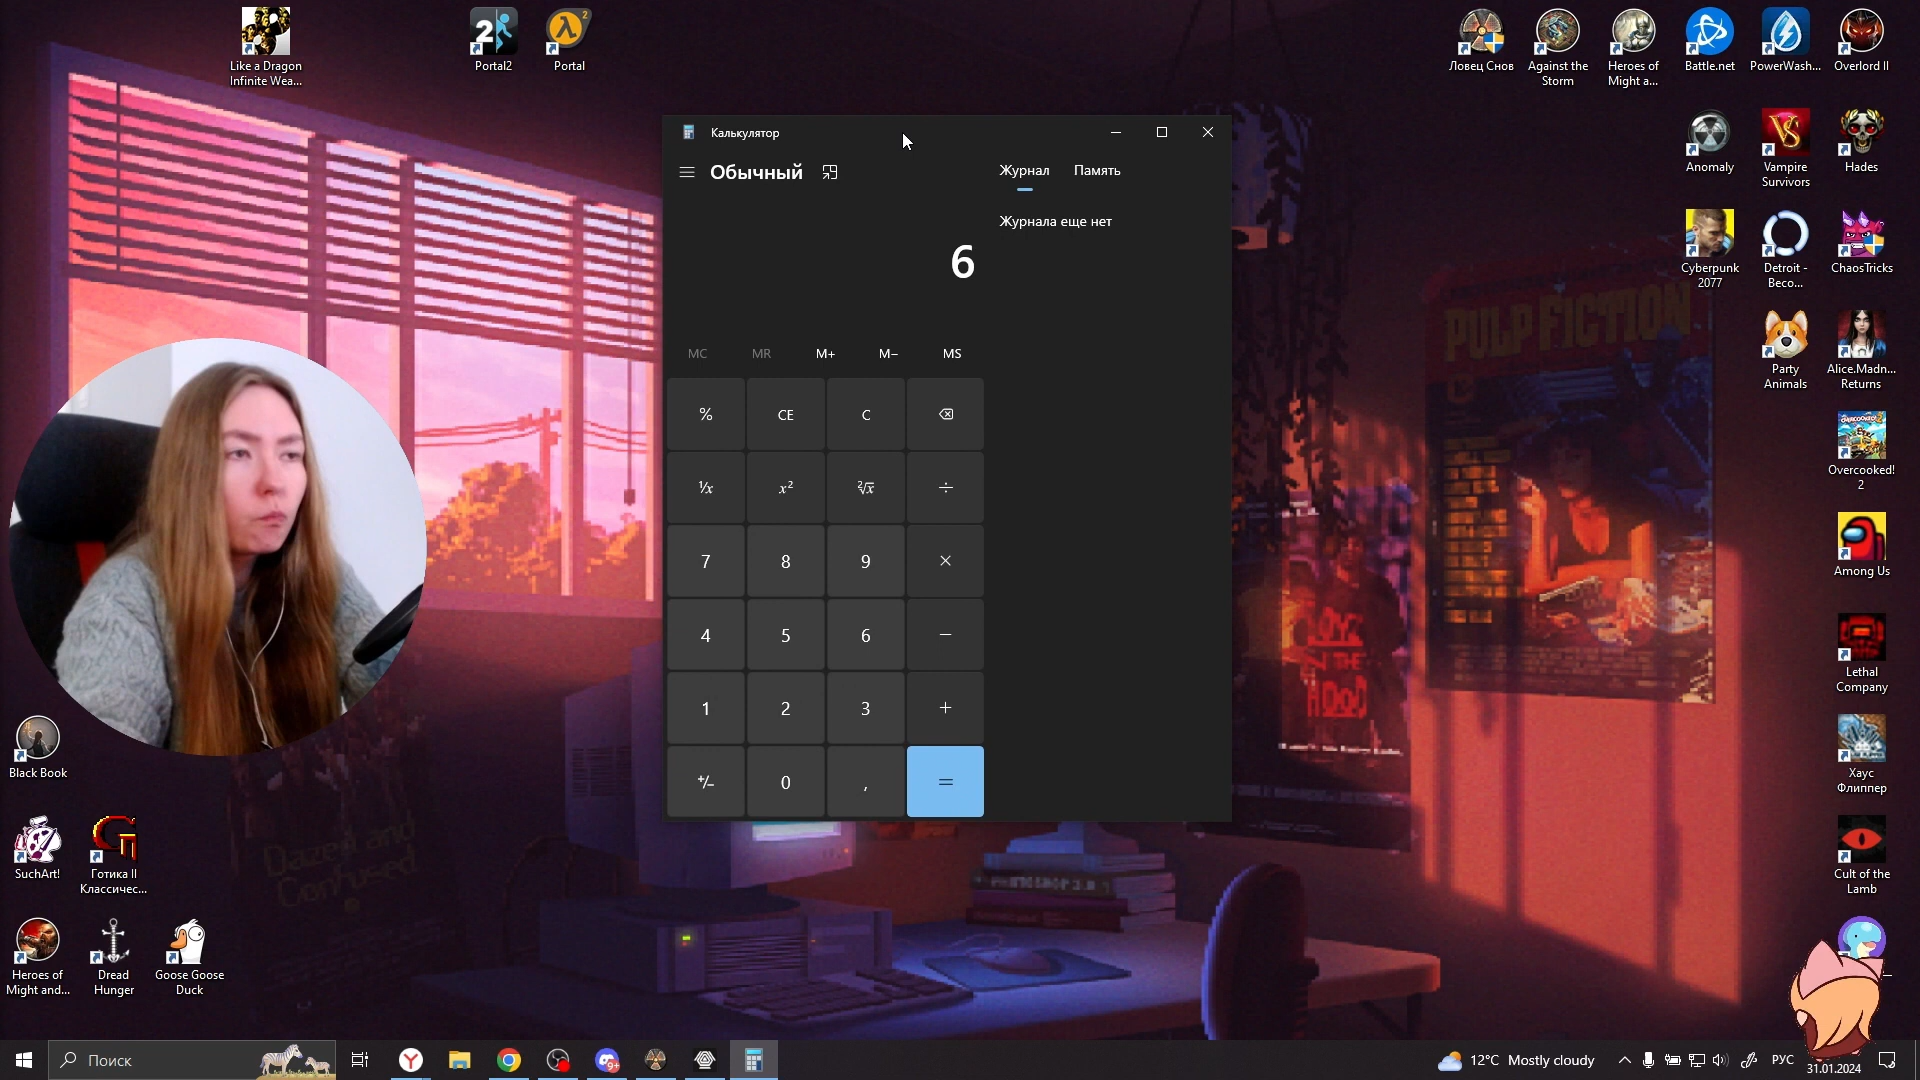 Like a Dragon
Infinite Wea...
Portal2
Portal
Ловец Снов
Against the
Storm
Heroes of
Might a...
Battle.net
PowerWash...
Overlord II
Калькулятор
Обычный
Журнал
Память
Журнала еще нет
6
MC
MR
M+
M−
MS
%
CE
C
¹⁄x
x²
²√x
÷
7
8
9
×
4
5
6
−
1
2
3
+
+/−
0
,
=
Anomaly
Vampire
Survivors
Hades
Cyberpunk
2077
Detroit -
Beco...
ChaosTricks
PULP FICTION
Party
Animals
Alice.Madn...
Returns
Overcooked!
2
Among Us
Lethal
Company
Хаус
Флиппер
Cult of the
Lamb
Black Book
SuchArt!
Готика II
Классичес...
Dazed and
Confused
Heroes of
Might and...
Dread
Hunger
Goose Goose
Duck
Поиск
9+
12°C Mostly cloudy
РУС
31.01.2024